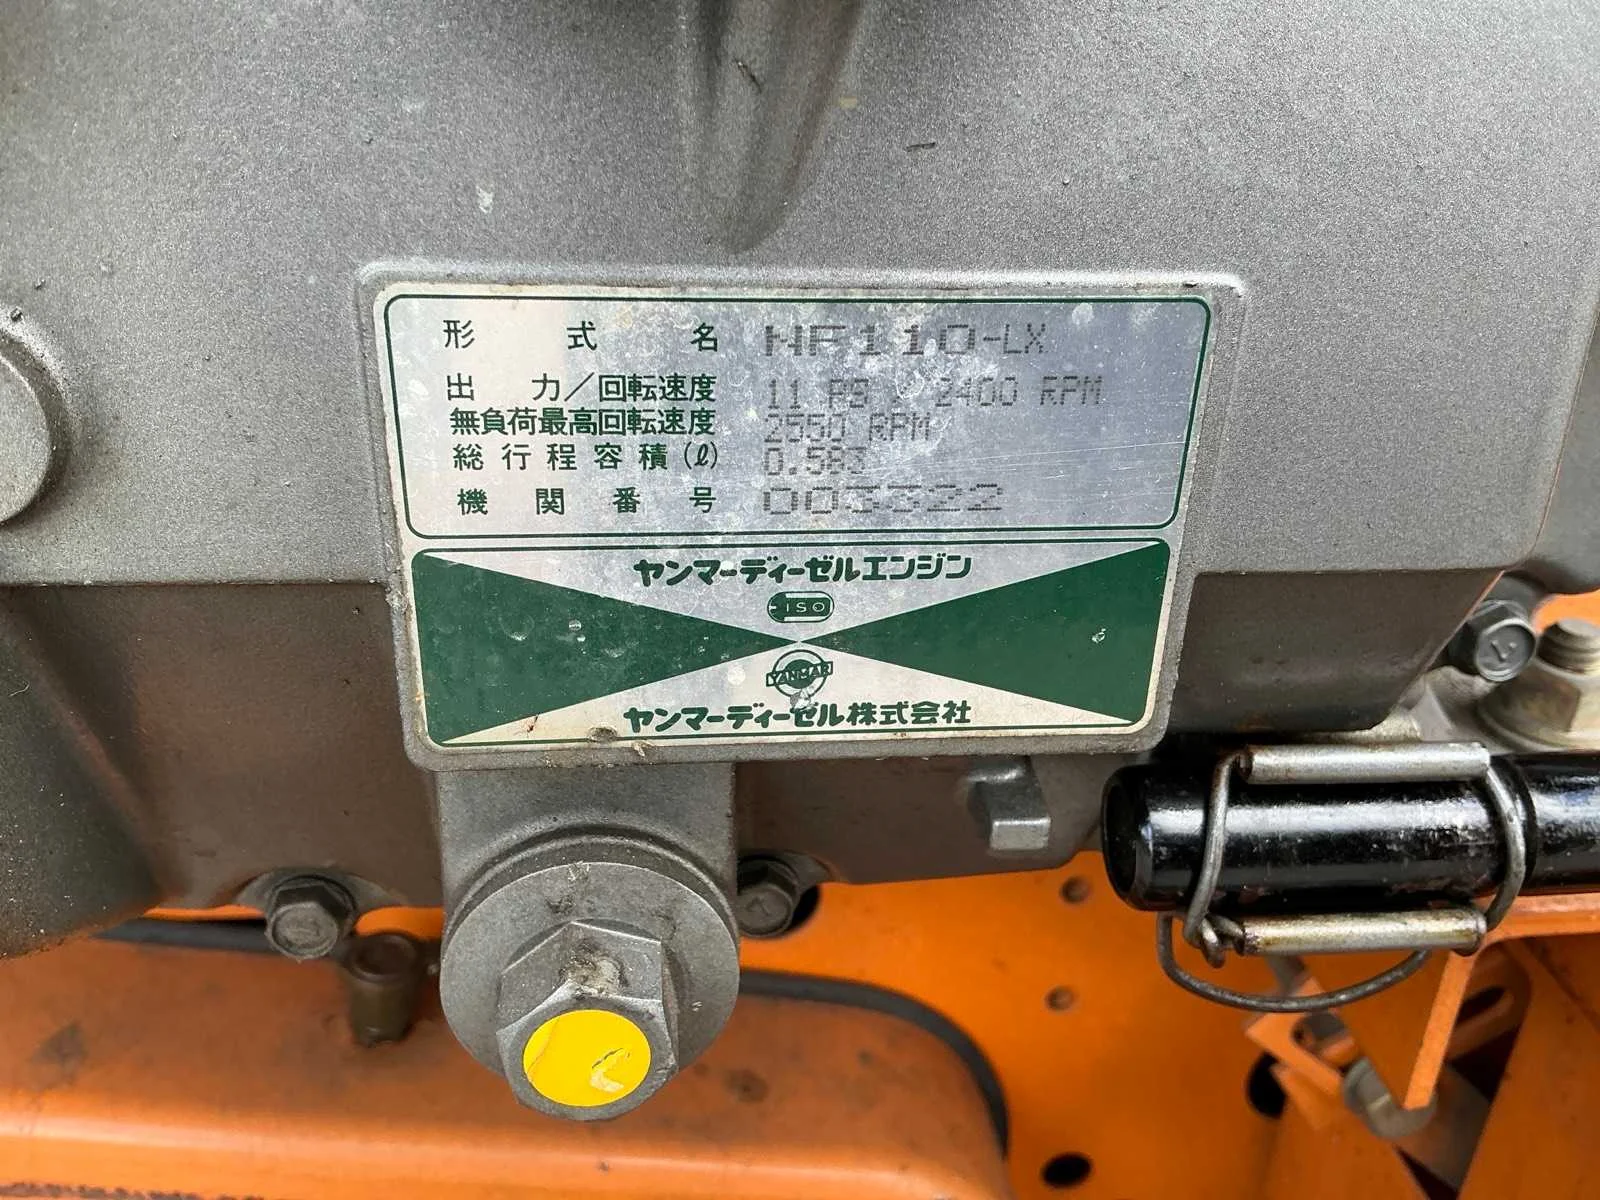 形式名 NF110-LX
出力／回転速度 11 PS / 2400 RPM
無負荷最高回転速度 2550 RPM
総行程容積(ℓ) 0.583
機関番号 003322
ヤンマーディーゼルエンジン
ISO
YANMAR
ヤンマーディーゼル株式会社